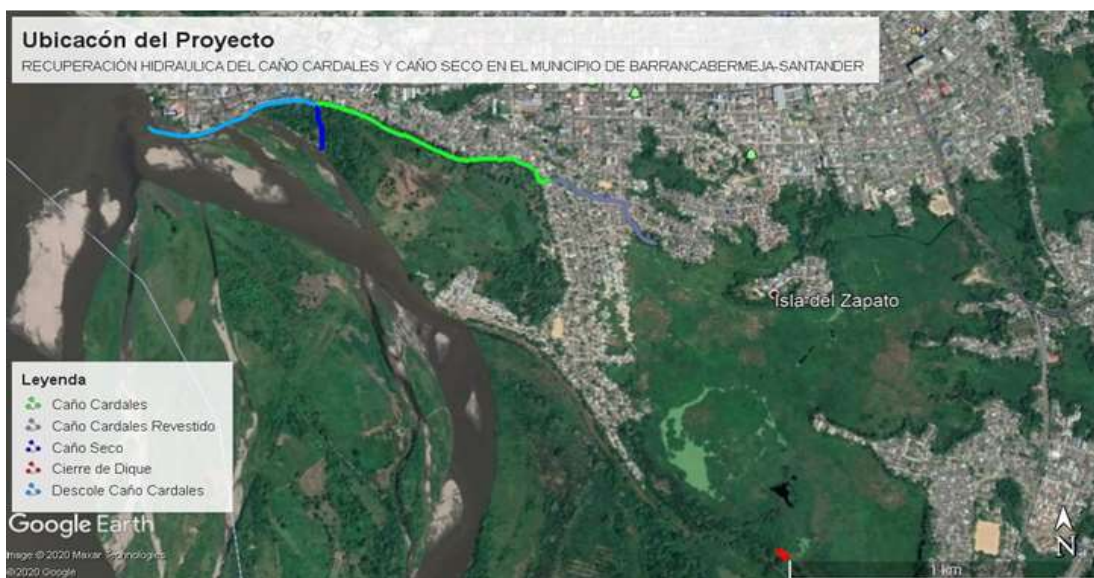 Ubicacón del Proyecto
RECUPERACIÓN HIDRAULICA DEL CAÑO CARDALES Y CAÑO SECO EN EL MUNICIPIO DE BARRANCABERMEJA-SANTANDER
Isla del Zapato
Leyenda
Caño Cardales
Caño Cardales Revestido
Caño Seco
Cierre de Dique
Descole Caño Cardales
Google Earth
Image © 2020 Maxar Technologies
© 2020 Google
N
1 km